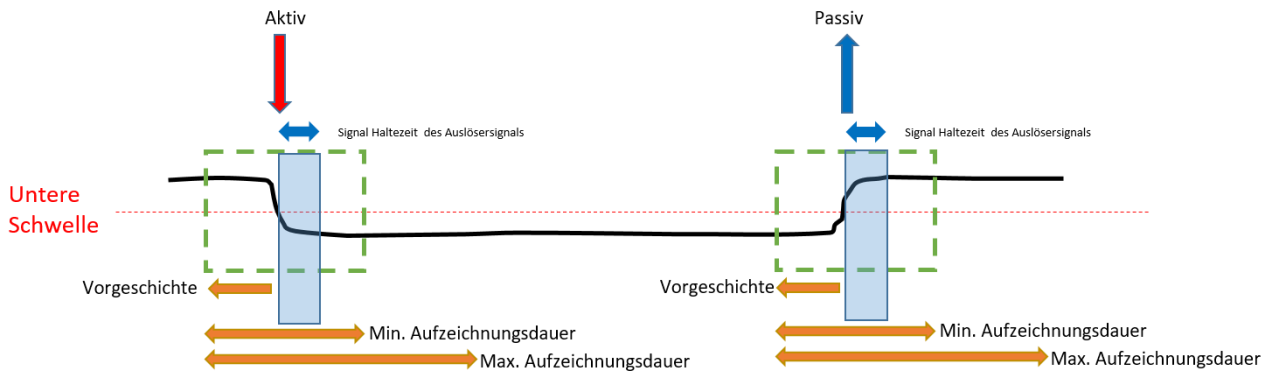 Aktiv
Passiv
Signal Haltezeit des Auslösersignals
Signal Haltezeit des Auslösersignals
Untere
Schwelle
Vorgeschichte
Vorgeschichte
Min. Aufzeichnungsdauer
Min. Aufzeichnungsdauer
Max. Aufzeichnungsdauer
Max. Aufzeichnungsdauer